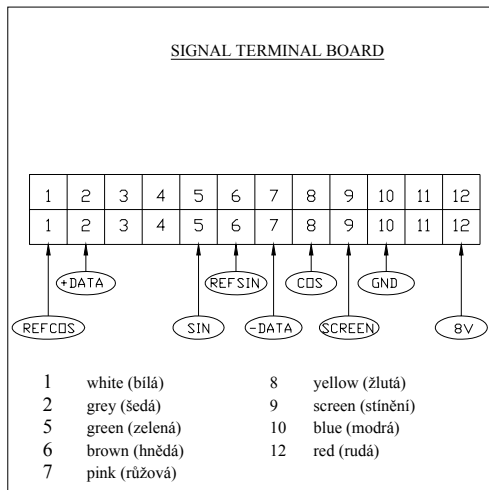 SIGNAL TERMINAL BOARD
1 2 3 4 5 6 7 8 9 10 11 12
1 2 3 4 5 6 7 8 9 10 11 12
+DATA REFSIN COS GND
REFCOS SIN -DATA SCREEN 8V
1 white (bílá)
2 grey (šedá)
5 green (zelená)
6 brown (hnědá)
7 pink (růžová)
8 yellow (žlutá)
9 screen (stínění)
10 blue (modrá)
12 red (rudá)